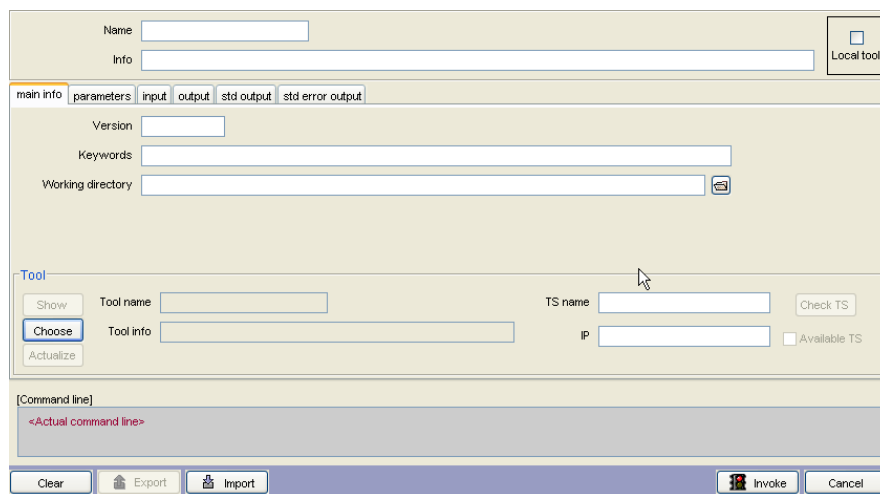 Name
Info
Local tool
main info parameters input output std output std error output
Version
Keywords
Working directory
Tool
Show Tool name TS name Check TS
Choose Tool info IP Available TS
Actualize
[Command line]
<Actual command line>
Clear Export Import Invoke Cancel